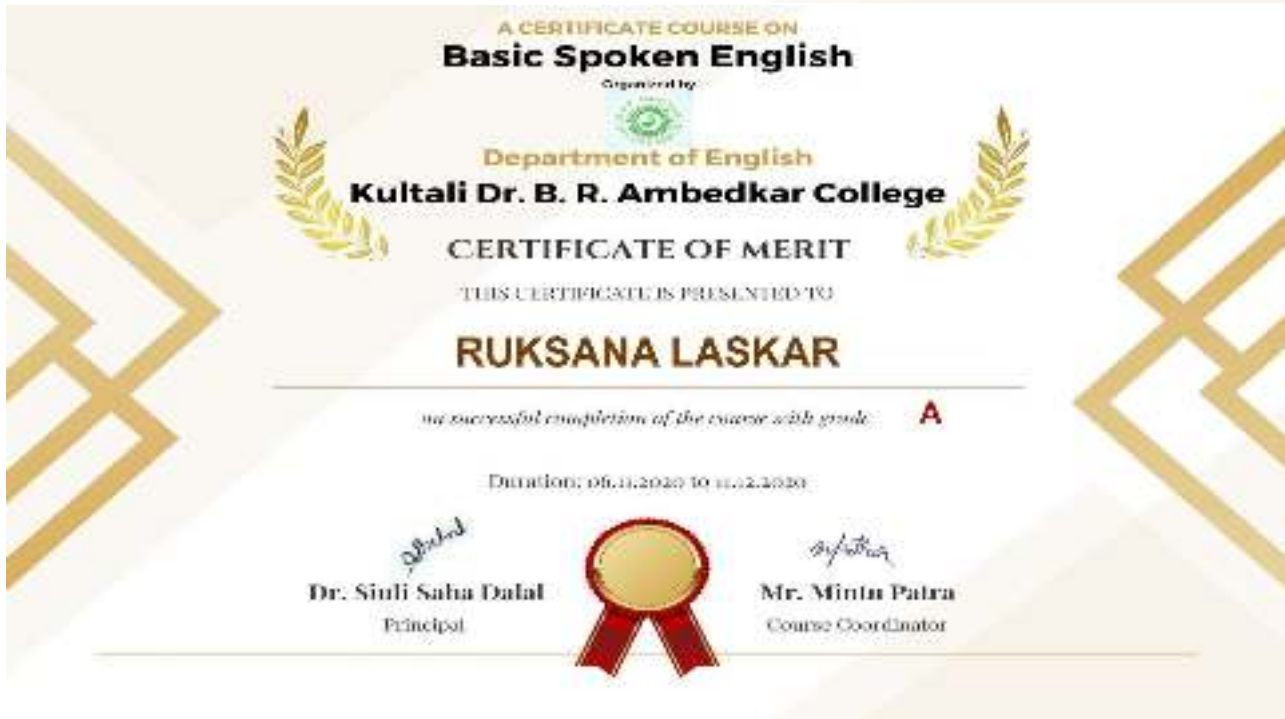 A CERTIFICATE COURSE ON
Basic Spoken English
Organized by
Department of English
Kultali Dr. B. R. Ambedkar College
CERTIFICATE OF MERIT
THIS CERTIFICATE IS PRESENTED TO
RUKSANA LASKAR
on successful completion of the course with grade A
Duration: 06.11.2020 to 11.12.2020
Dr. Siuli Saha Dalal
Principal
Mr. Mintu Patra
Course Coordinator